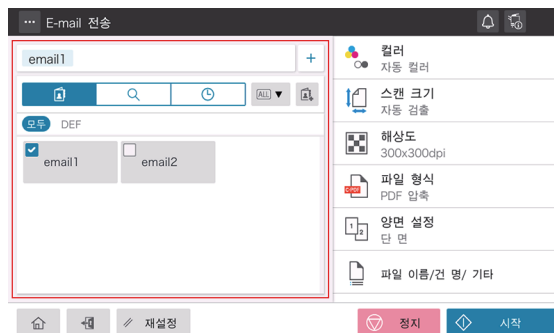 E-mail 전송
email1
+
ALL ▼
모두 DEF
email1
email2
컬러
자동 컬러
스캔 크기
자동 검출
해상도
300x300dpi
파일 형식
PDF 압축
C-PDF
양면 설정
단 면
1 2
파일 이름/건 명/ 기타
재설정
정지
시작